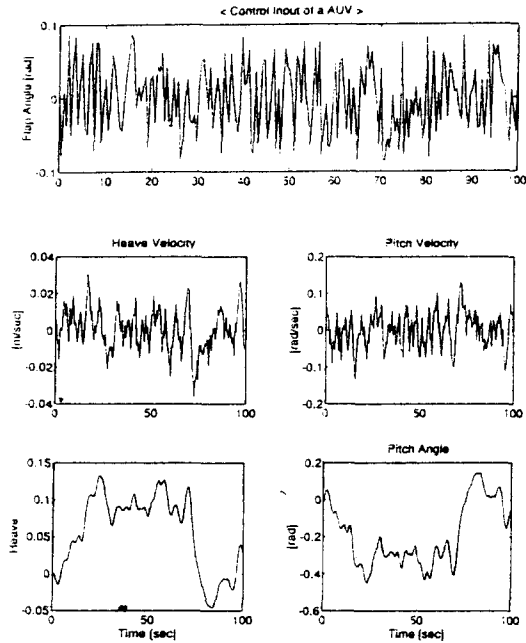 < Control Input of a AUV >
Flap Angle [rad]
0.1
0
-0.1
0 10 20 30 40 50 60 70 80 90 100
Heave Velocity
[m/sec]
0.04
0.02
0
-0.02
-0.04
0 50 100
Pitch Velocity
[rad/sec]
0.2
0.1
0
-0.1
-0.2
0 50 100
Heave
0.15
0.1
0.05
0
-0.05
0 50 100
Time [sec]
Pitch Angle
[rad]
0.2
0
-0.2
-0.4
-0.6
0 50 100
Time [sec]